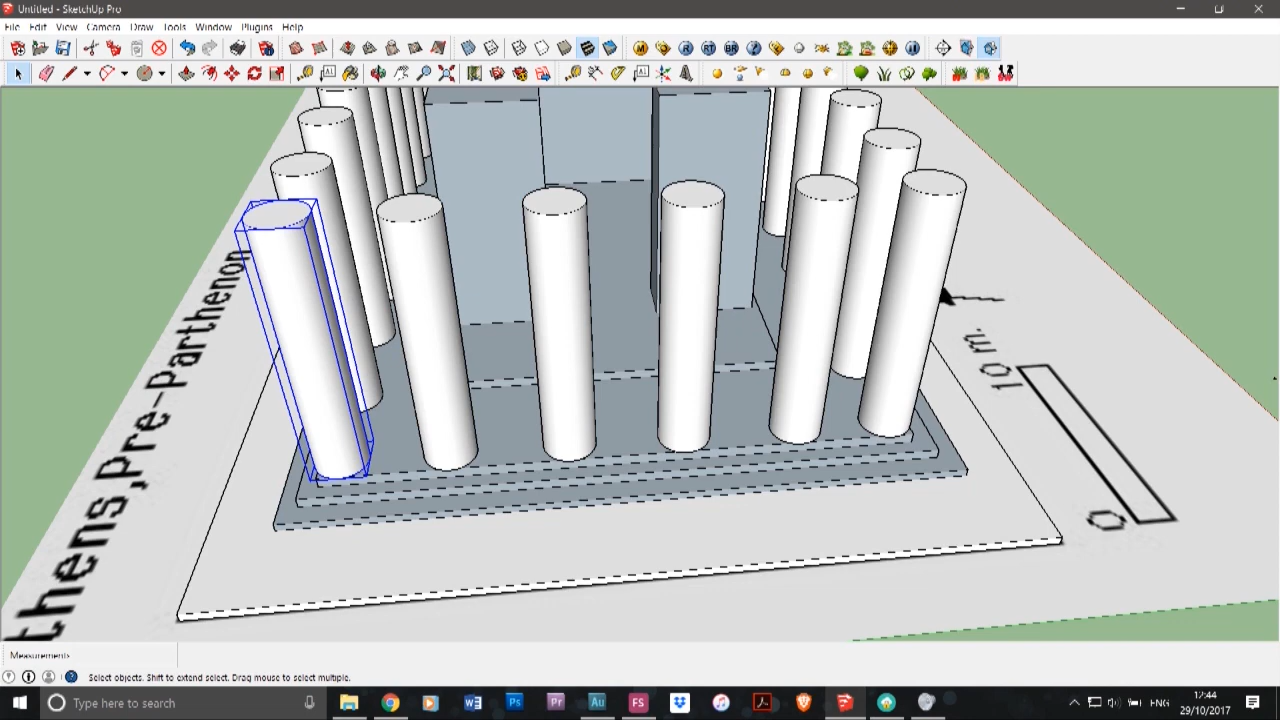 Untitled - SketchUp Pro
File Edit View Camera Draw Tools Window Plugins Help
thens,Pre-Parthenon
10 m.
0
Measurements
Select objects. Shift to extend select. Drag mouse to select multiple.
Type here to search
ENG
12:44
29/10/2017